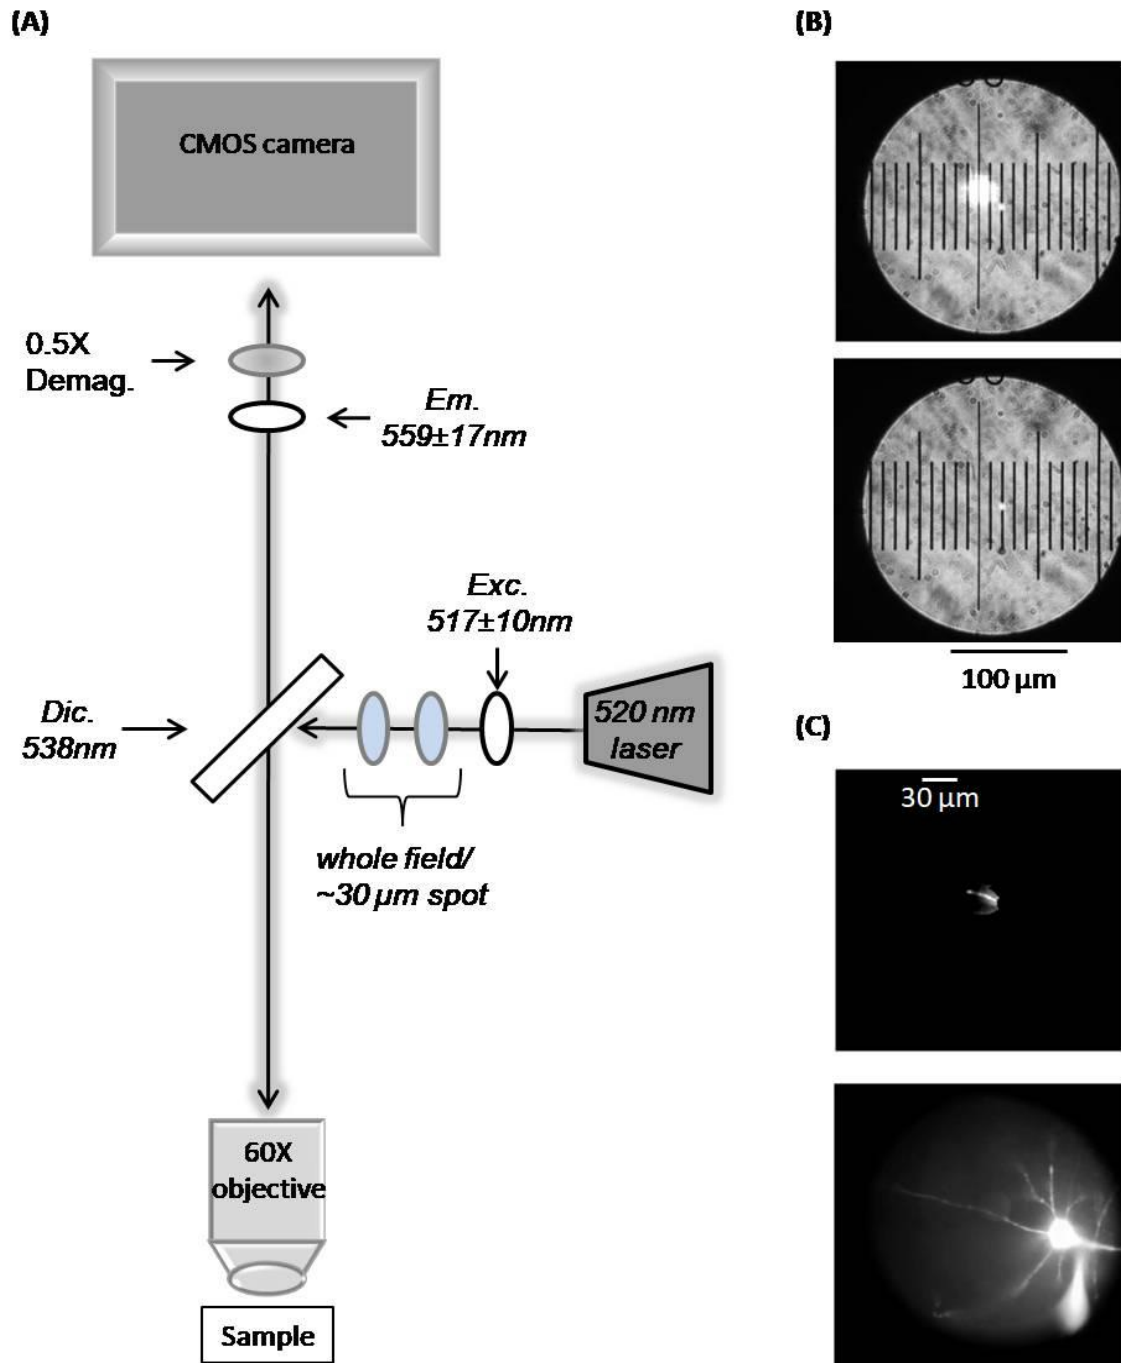 (A)
CMOS camera
0.5X
Demag.
Em.
559±17nm
Exc.
517±10nm
520 nm
laser
Dic.
538nm
whole field/
~30 µm spot
60X
objective
Sample
(B)
100 µm
(C)
30 µm